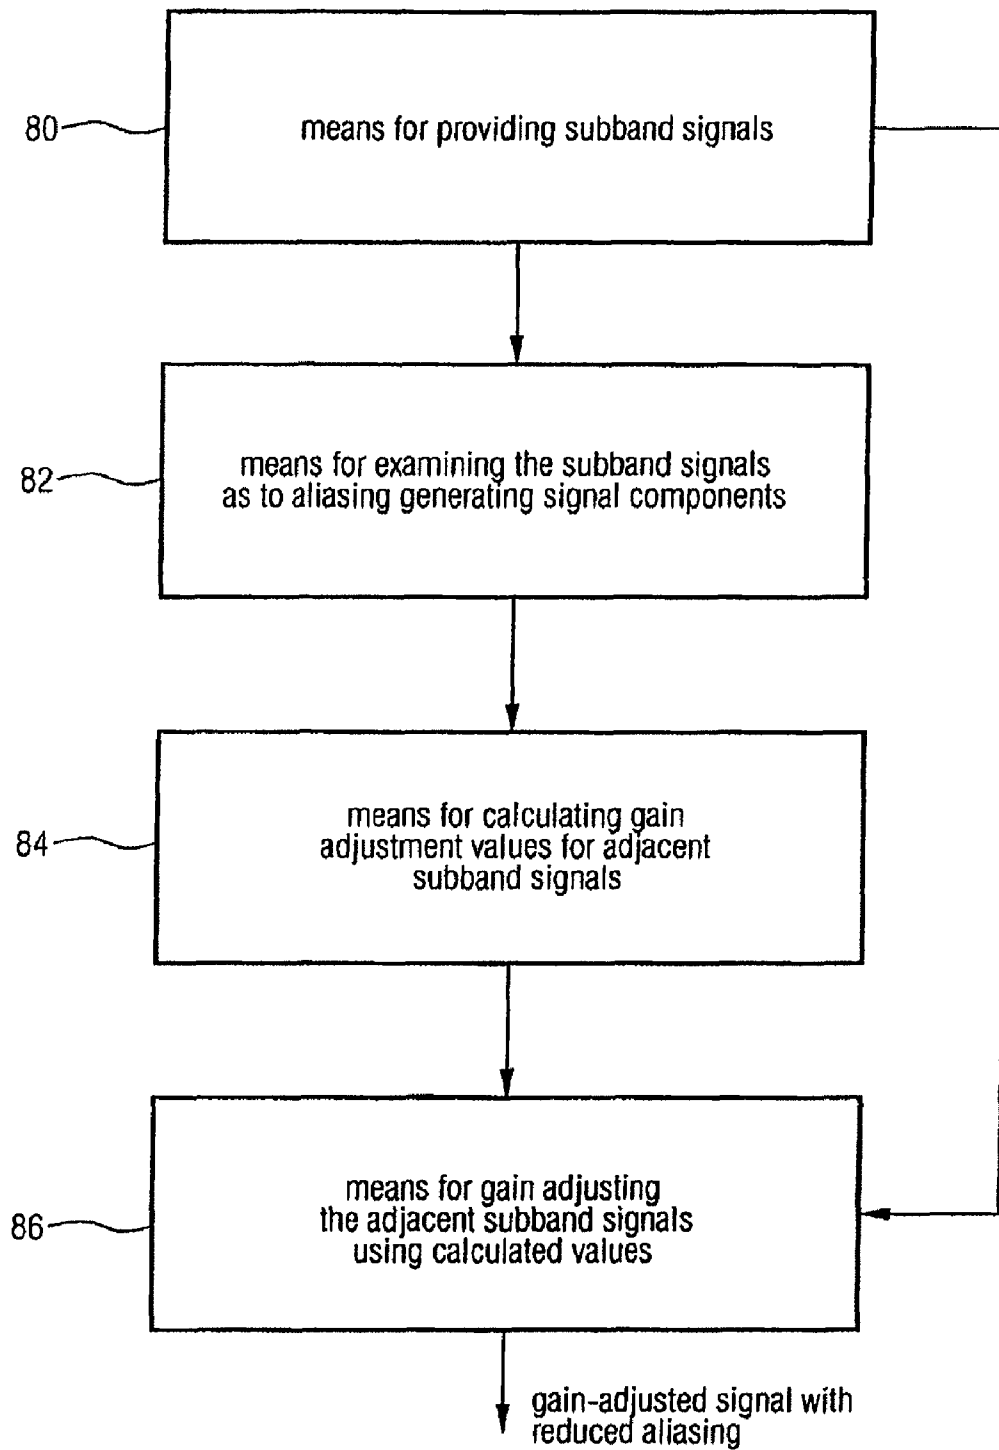 80
means for providing subband signals
82
means for examining the subband signals
as to aliasing generating signal components
84
means for calculating gain
adjustment values for adjacent
subband signals
86
means for gain adjusting
the adjacent subband signals
using calculated values
gain-adjusted signal with
reduced aliasing